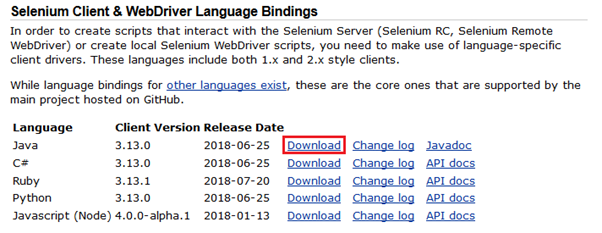 Selenium Client & WebDriver Language Bindings
In order to create scripts that interact with the Selenium Server (Selenium RC, Selenium Remote
WebDriver) or create local Selenium WebDriver scripts, you need to make use of language-specific
client drivers. These languages include both 1.x and 2.x style clients.
While language bindings for other languages exist, these are the core ones that are supported by the
main project hosted on GitHub.
Language Client Version Release Date
Java 3.13.0 2018-06-25 Download Change log Javadoc
C# 3.13.0 2018-06-25 Download Change log API docs
Ruby 3.13.1 2018-07-20 Download Change log API docs
Python 3.13.0 2018-06-25 Download Change log API docs
Javascript (Node) 4.0.0-alpha.1 2018-01-13 Download Change log API docs